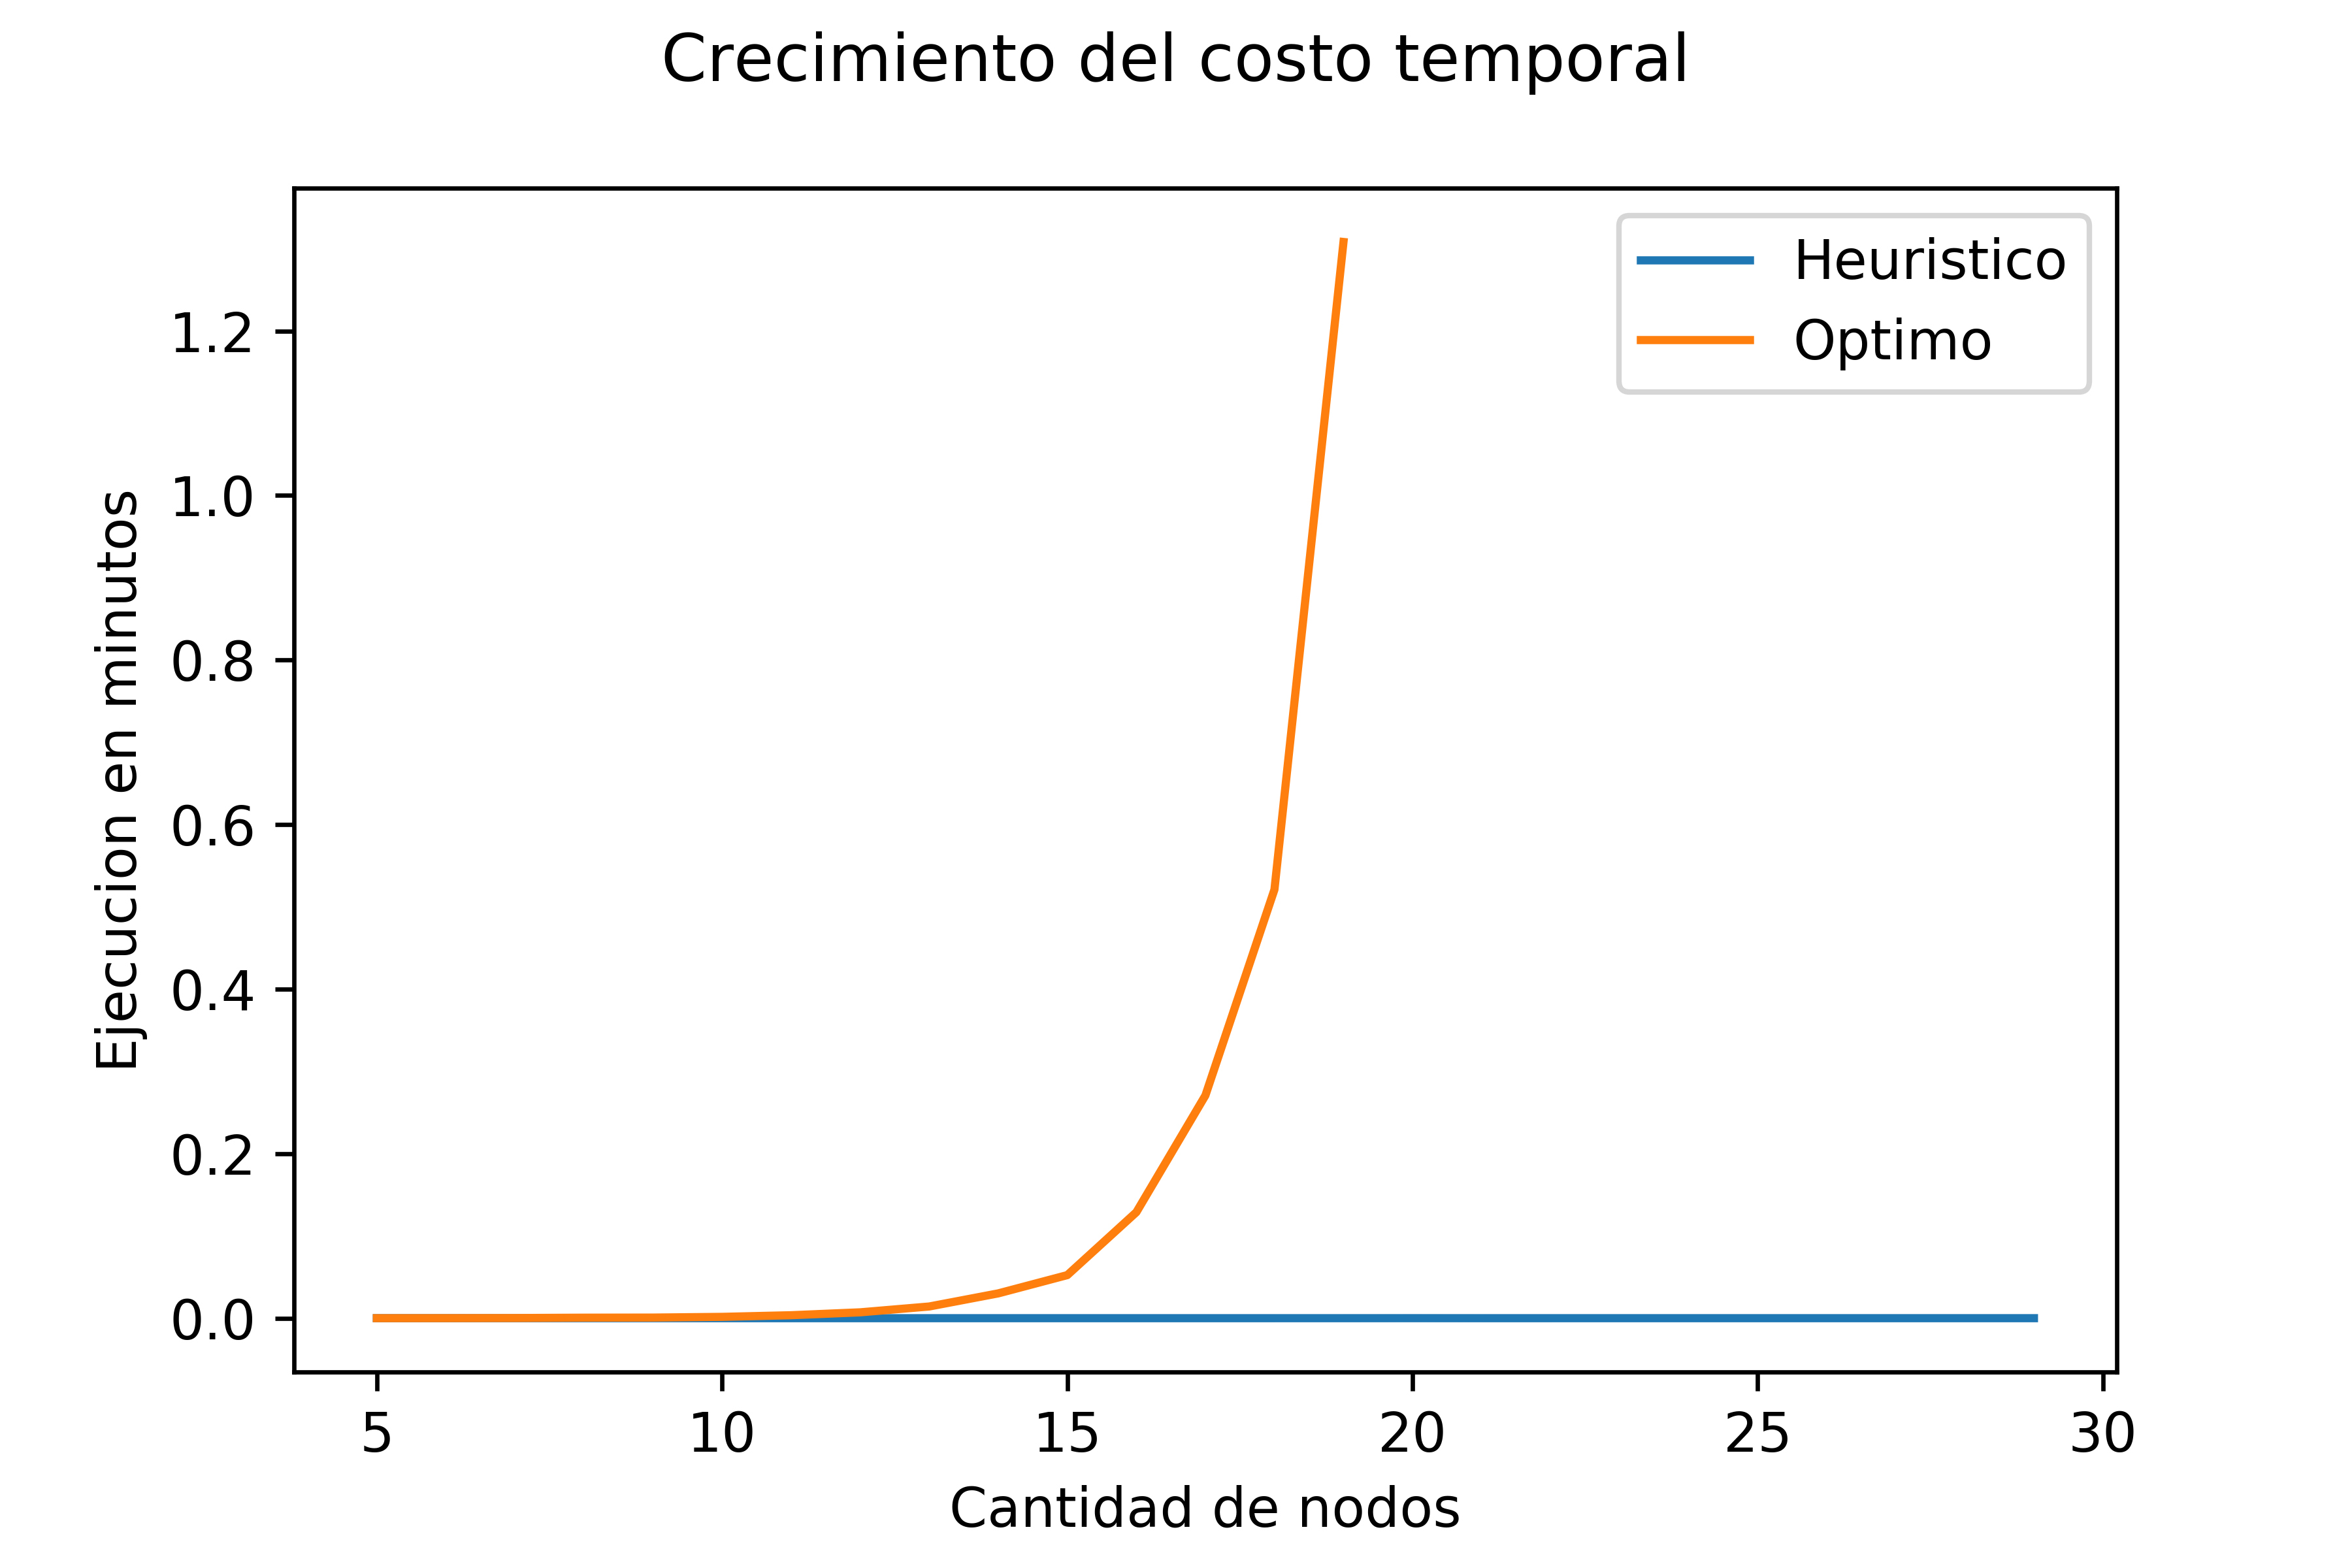 Crecimiento del costo temporal
Heuristico
Optimo
Ejecucion en minutos
1.2
1.0
0.8
0.6
0.4
0.2
0.0
5 10 15 20 25 30
Cantidad de nodos